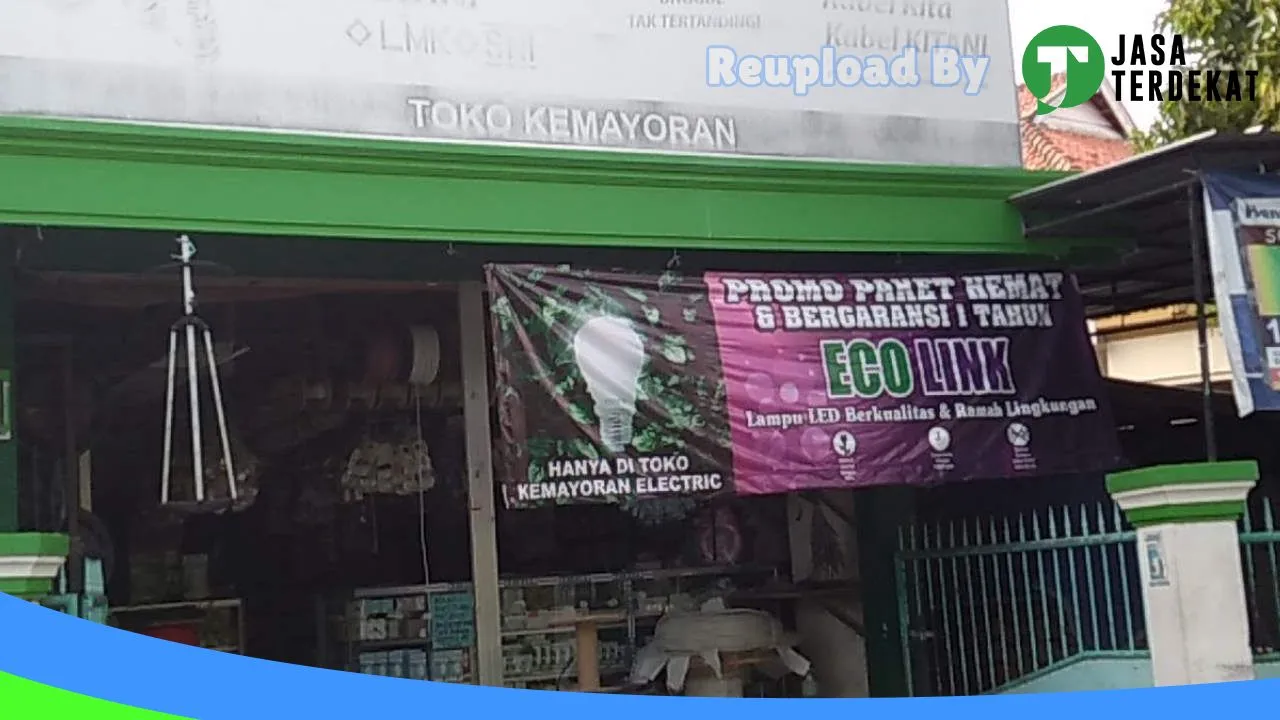 TAK TERTANDINGI
Kabel Kita
LMK SNI
Kabel KITANI
Reupload By
JASA
TERDEKAT
TOKO KEMAYORAN
PROMO PAKET HEMAT
& BERGARANSI 1 TAHUN
ECO LINK
Lampu LED Berkualitas & Ramah Lingkungan
HANYA DI TOKO
KEMAYORAN ELECTRIC